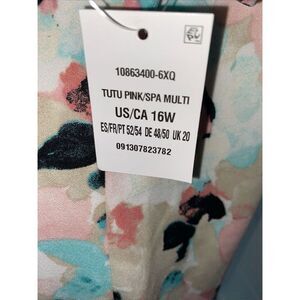 10863400-6XQ
TUTU PINK/SPA MULTI
US/CA 16W
ES/FR/PT 52/54 DE 48/50 UK 20
091307823782